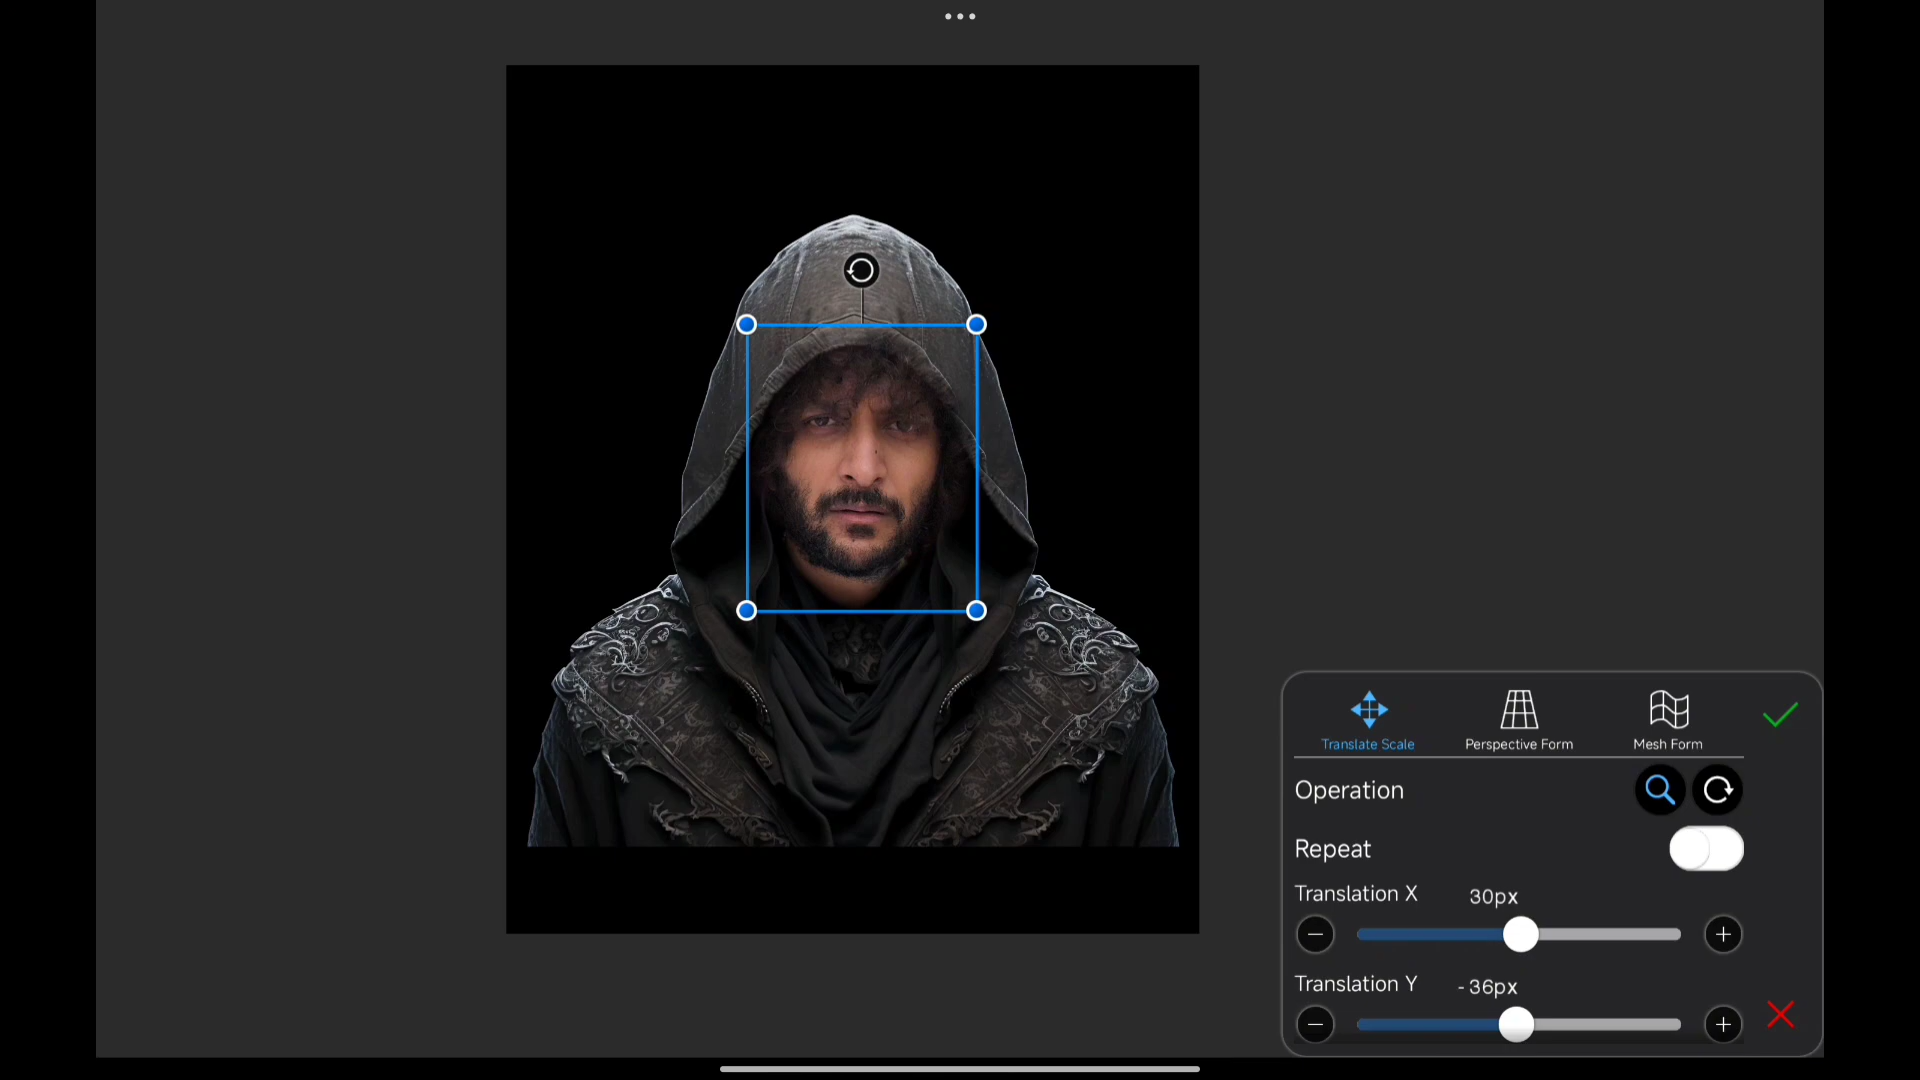 Translate Scale
Perspective Form
Mesh Form
Operation
Repeat
Translation X
30px
Translation Y
- 36px